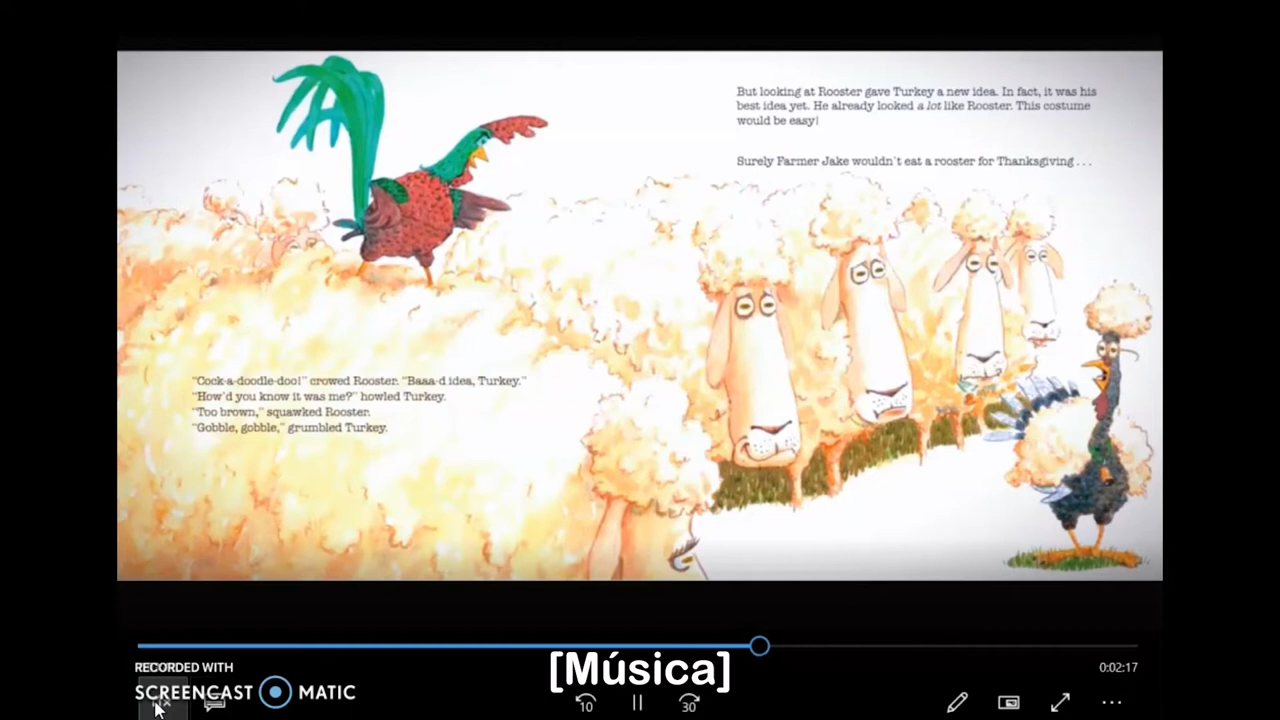 But looking at Rooster gave Turkey a new idea. In fact, it was his
best idea yet. He already looked a lot like Rooster. This costume
would be easy!
Surely Farmer Jake wouldn't eat a rooster for Thanksgiving . . .
"Cock-a-doodle-doo!" crowed Rooster. "Baaa-d idea, Turkey."
"How'd you know it was me?" howled Turkey.
"Too brown," squawked Rooster.
"Gobble, gobble," grumbled Turkey.
RECORDED WITH
SCREENCAST MATIC
[Música]
0:02:17
10
30